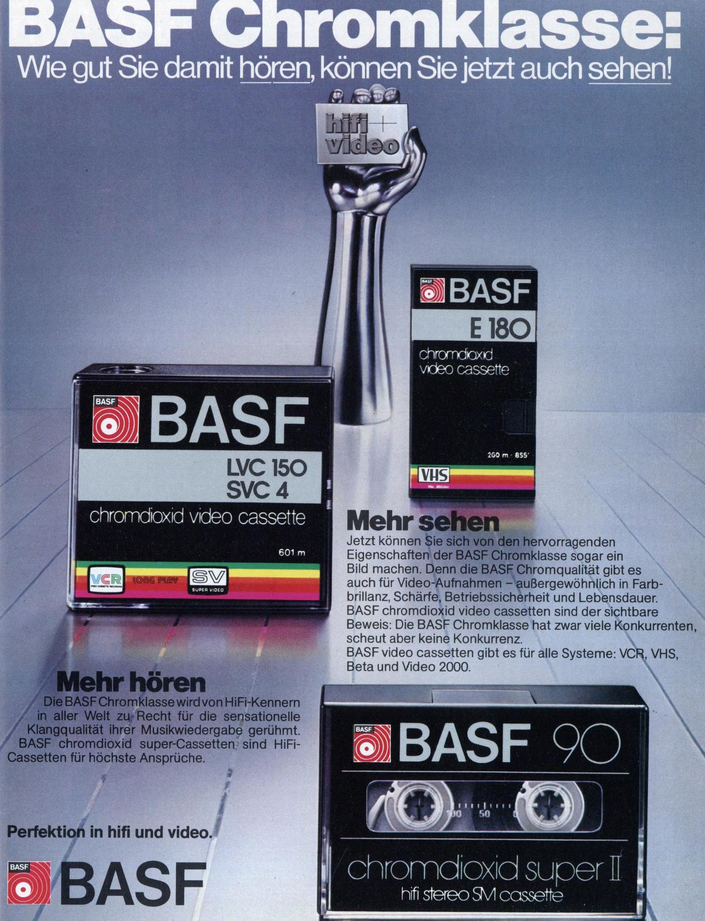 BASF Chromklasse:
Wie gut Sie damit hören, können Sie jetzt auch sehen!
hifi+
video
BASF
BASF
E 180
chromdioxid
video cassette
260 m · 855'
VHS
BASF
BASF
LVC 150
SVC 4
chromdioxid video cassette
601 m
VCR
LONG PLAY
SV
SUPER VIDEO
Mehr sehen
Jetzt können Sie sich von den hervorragenden
Eigenschaften der BASF Chromklasse sogar ein
Bild machen. Denn die BASF Chromqualität gibt es
auch für Video-Aufnahmen – außergewöhnlich in Farb-
brillanz, Schärfe, Betriebssicherheit und Lebensdauer.
BASF chromdioxid video cassetten sind der sichtbare
Beweis: Die BASF Chromklasse hat zwar viele Konkurrenten,
scheut aber keine Konkurrenz.
BASF video cassetten gibt es für alle Systeme: VCR, VHS,
Beta und Video 2000.
Mehr hören
Die BASF Chromklasse wird von HiFi-Kennern
in aller Welt zu Recht für die sensationelle
Klangqualität ihrer Musikwiedergabe gerühmt.
BASF chromdioxid super-Cassetten sind HiFi-
Cassetten für höchste Ansprüche.
BASF
BASF 90
100 50 0
chromdioxid super II
hifi stereo SM cassette
Perfektion in hifi und video.
BASF
BASF